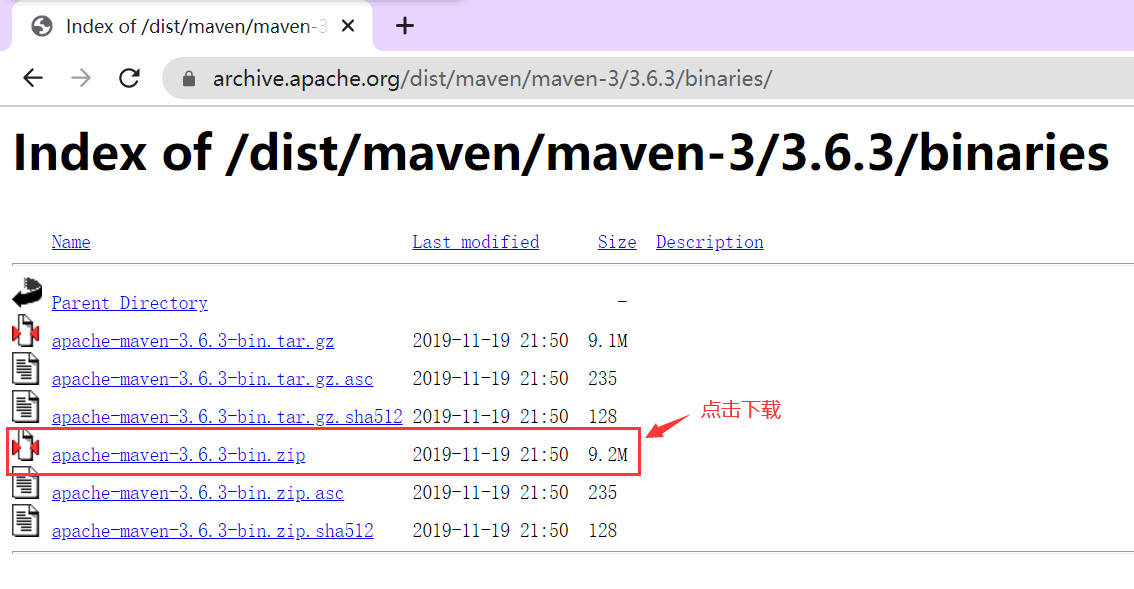 Index of /dist/maven/maven-3
archive.apache.org/dist/maven/maven-3/3.6.3/binaries/
Index of /dist/maven/maven-3/3.6.3/binaries
Name Last modified Size Description
Parent Directory -
apache-maven-3.6.3-bin.tar.gz 2019-11-19 21:50 9.1M
apache-maven-3.6.3-bin.tar.gz.asc 2019-11-19 21:50 235
apache-maven-3.6.3-bin.tar.gz.sha512 2019-11-19 21:50 128
点击下载
apache-maven-3.6.3-bin.zip 2019-11-19 21:50 9.2M
apache-maven-3.6.3-bin.zip.asc 2019-11-19 21:50 235
apache-maven-3.6.3-bin.zip.sha512 2019-11-19 21:50 128